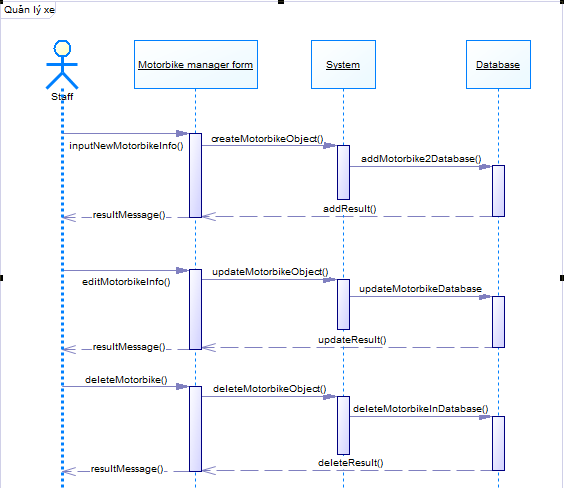 Quản lý xe
Motorbike manager form
System
Database
Staff
inputNewMotorbikeInfo()
createMotorbikeObject()
addMotorbike2Database()
addResult()
resultMessage()
editMotorbikeInfo()
updateMotorbikeObject()
updateMotorbikeDatabase
updateResult()
resultMessage()
deleteMotorbike()
deleteMotorbikeObject()
deleteMotorbikeInDatabase()
deleteResult()
resultMessage()